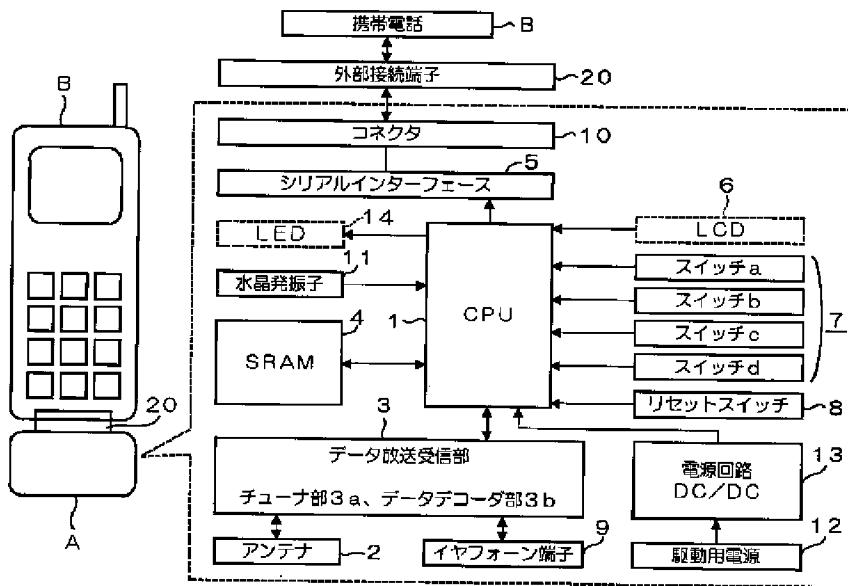 携帯電話
B
外部接続端子
20
B
コネクタ
10
シリアルインターフェース
5
6
LED
14
LCD
水晶発振子
11
CPU
1
スイッチa
スイッチb
スイッチc
スイッチd
7
SRAM
4
リセットスイッチ
8
20
3
データ放送受信部
チューナ部3a、データデコーダ部3b
電源回路
DC/DC
13
A
アンテナ
2
イヤフォーン端子
9
駆動用電源
12